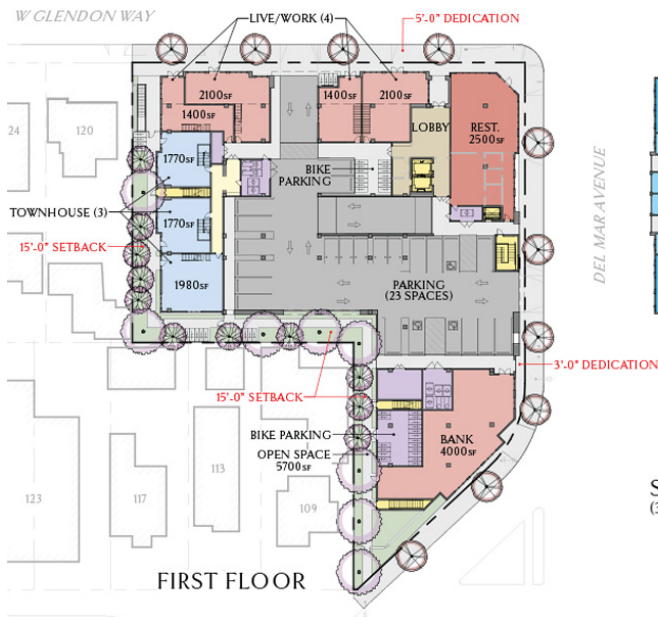 W GLENDON WAY
LIVE/WORK (4)
5'-0" DEDICATION
2100SF
1400SF
1400SF
2100SF
LOBBY
REST.
2500SF
24
120
1770SF
BIKE
PARKING
TOWNHOUSE (3)
1770SF
15'-0" SETBACK
1980SF
PARKING
(23 SPACES)
DEL MAR AVENUE
3'-0" DEDICATION
15'-0" SETBACK
BIKE PARKING
OPEN SPACE
5700SF
BANK
4000SF
123
117
113
109
FIRST FLOOR
S
(3